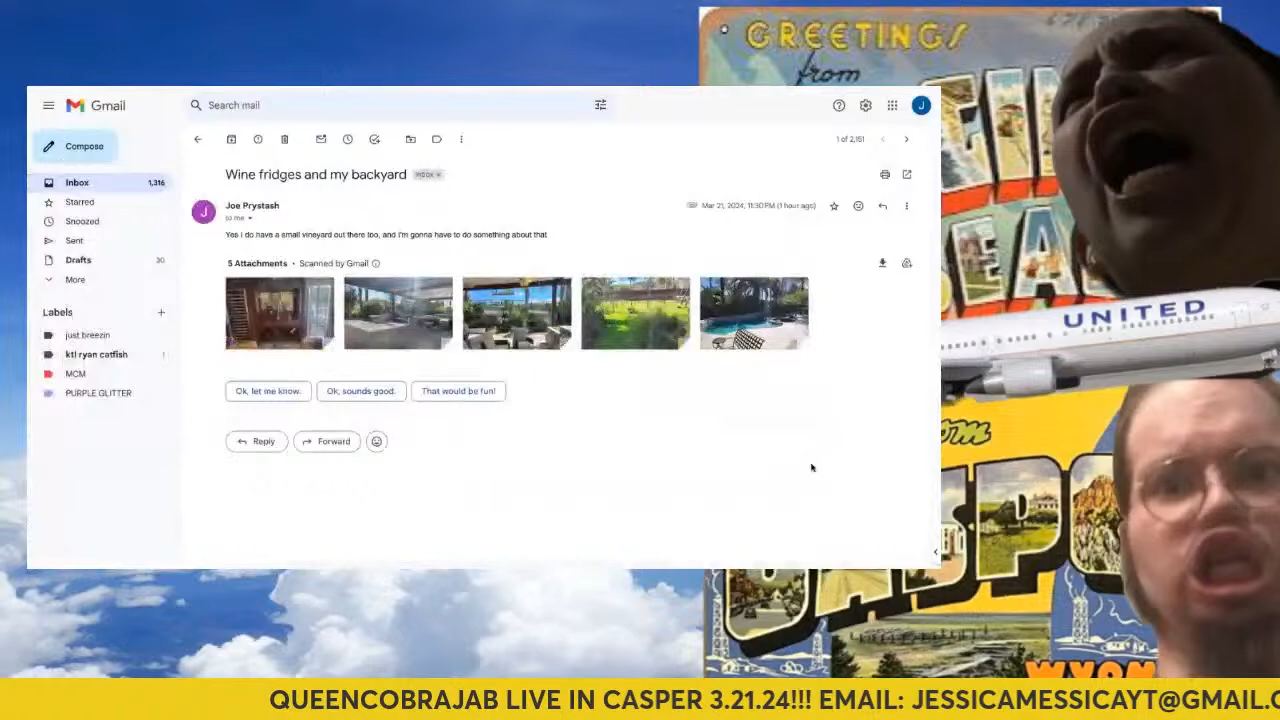 GREETINGS
from
Gmail
Search mail
Compose
1 of 2,151
Inbox
1,316
Wine fridges and my backyard
Inbox x
Starred
Joe Prystash
Mar 21, 2024, 11:30 PM (1 hour ago)
to me
Snoozed
Sent
Yes I do have a small vineyard out there too, and I'm gonna have to do something about that
Drafts
30
5 Attachments • Scanned by Gmail
More
Labels
UNITED
just breezin
ktl ryan catfish
1
MCM
PURPLE GLITTER
Ok, let me know.
Ok, sounds good.
That would be fun!
Reply
Forward
QUEENCOBRAJAB LIVE IN CASPER 3.21.24!!! EMAIL: JESSICAMESSICAYT@GMAIL.C